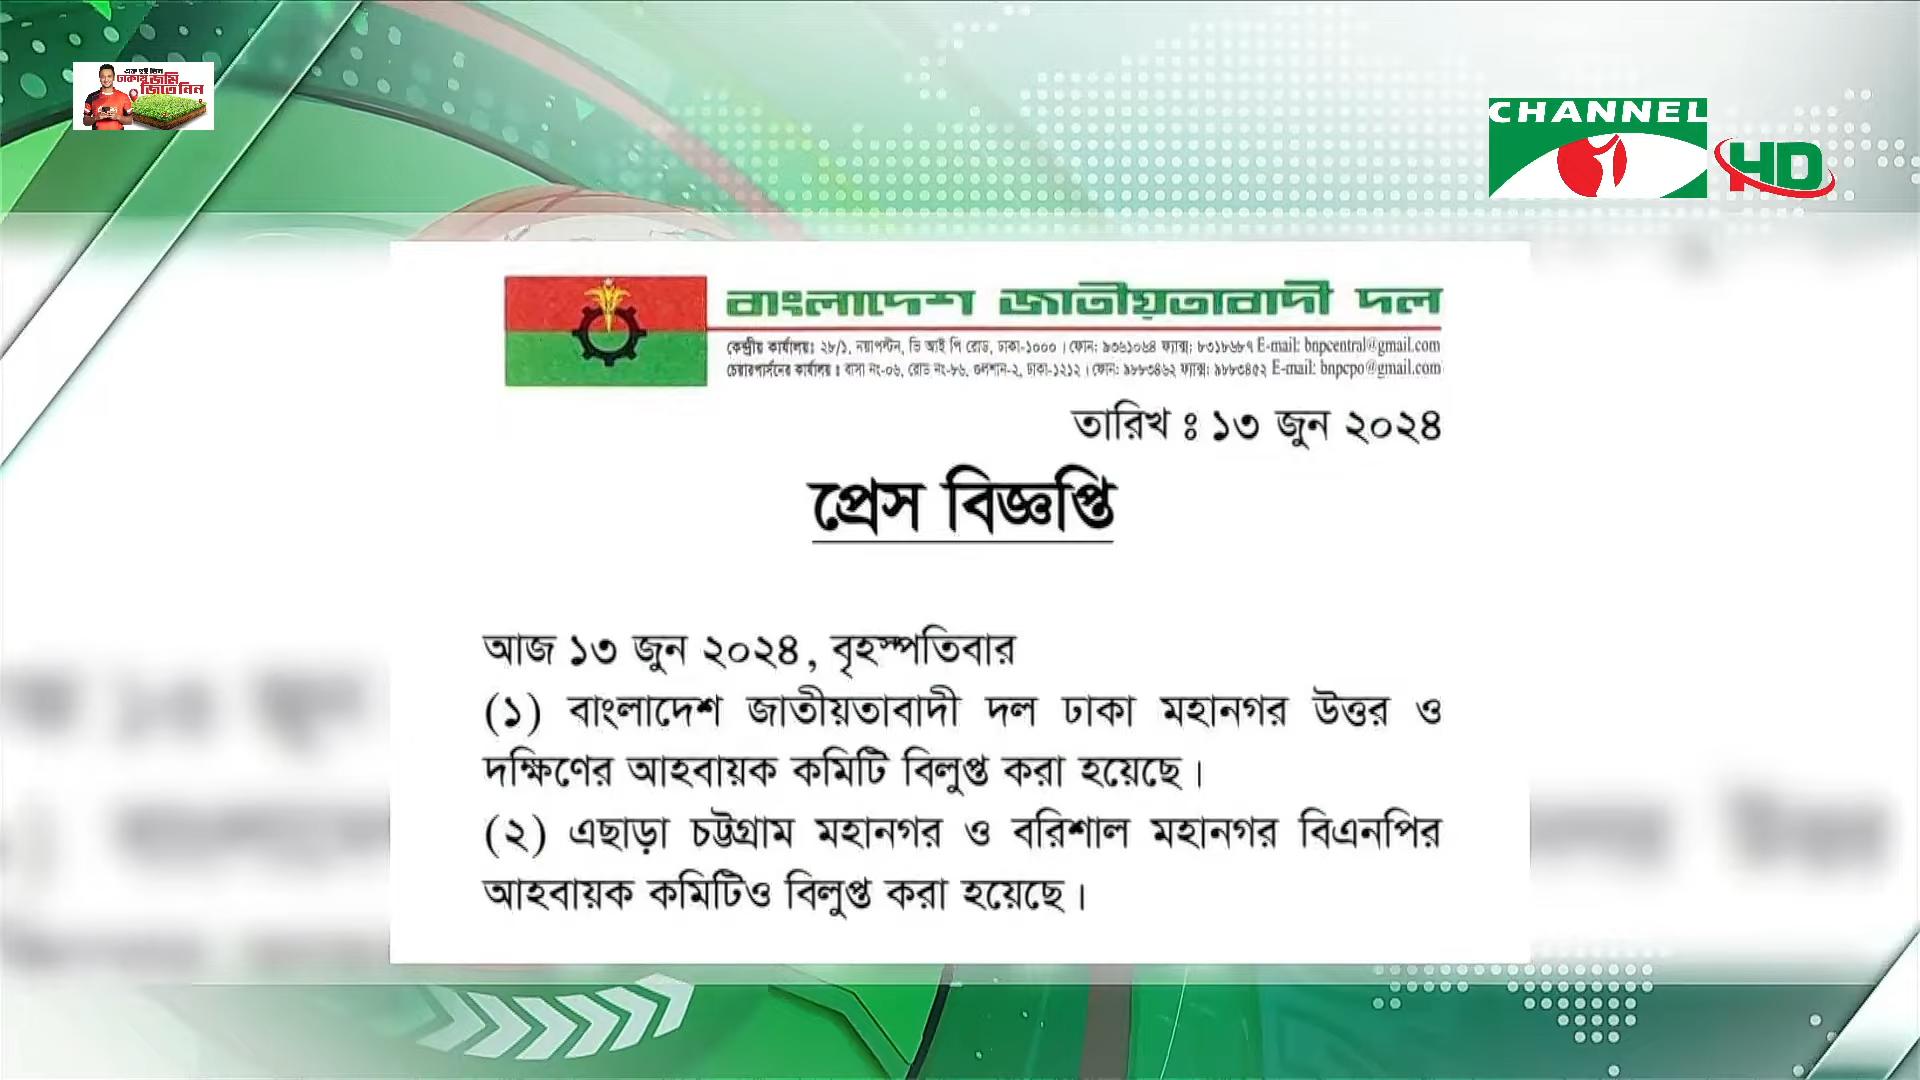 এক দুই তিন
ঢাকায় জমি
জিতে নিন
CHANNEL
HD
বাংলাদেশ জাতীয়তাবাদী দল
কেন্দ্রীয় কার্যালয়ঃ ২৮/১, নয়াপল্টন, ভি আই পি রোড, ঢাকা-১০০০ । ফোন: ৯৩৬১০৬৪ ফ্যাক্স: ৮৩১৮৬৮৭ E-mail: bnpcentral@gmail.com
চেয়ারপার্সনের কার্যালয় ঃ বাসা নং-০৬, রোড নং-৮৬, গুলশান-২, ঢাকা-১২১২ । ফোন: ৯৮৮৩৪৬২ ফ্যাক্স: ৯৮৮৩৪৫২ E-mail: bnpcpo@gmail.com
তারিখ ঃ ১৩ জুন ২০২৪
প্রেস বিজ্ঞপ্তি
আজ ১৩ জুন ২০২৪, বৃহস্পতিবার
(১) বাংলাদেশ জাতীয়তাবাদী দল ঢাকা মহানগর উত্তর ও
দক্ষিণের আহবায়ক কমিটি বিলুপ্ত করা হয়েছে।
(২) এছাড়া চট্টগ্রাম মহানগর ও বরিশাল মহানগর বিএনপির
আহবায়ক কমিটিও বিলুপ্ত করা হয়েছে।